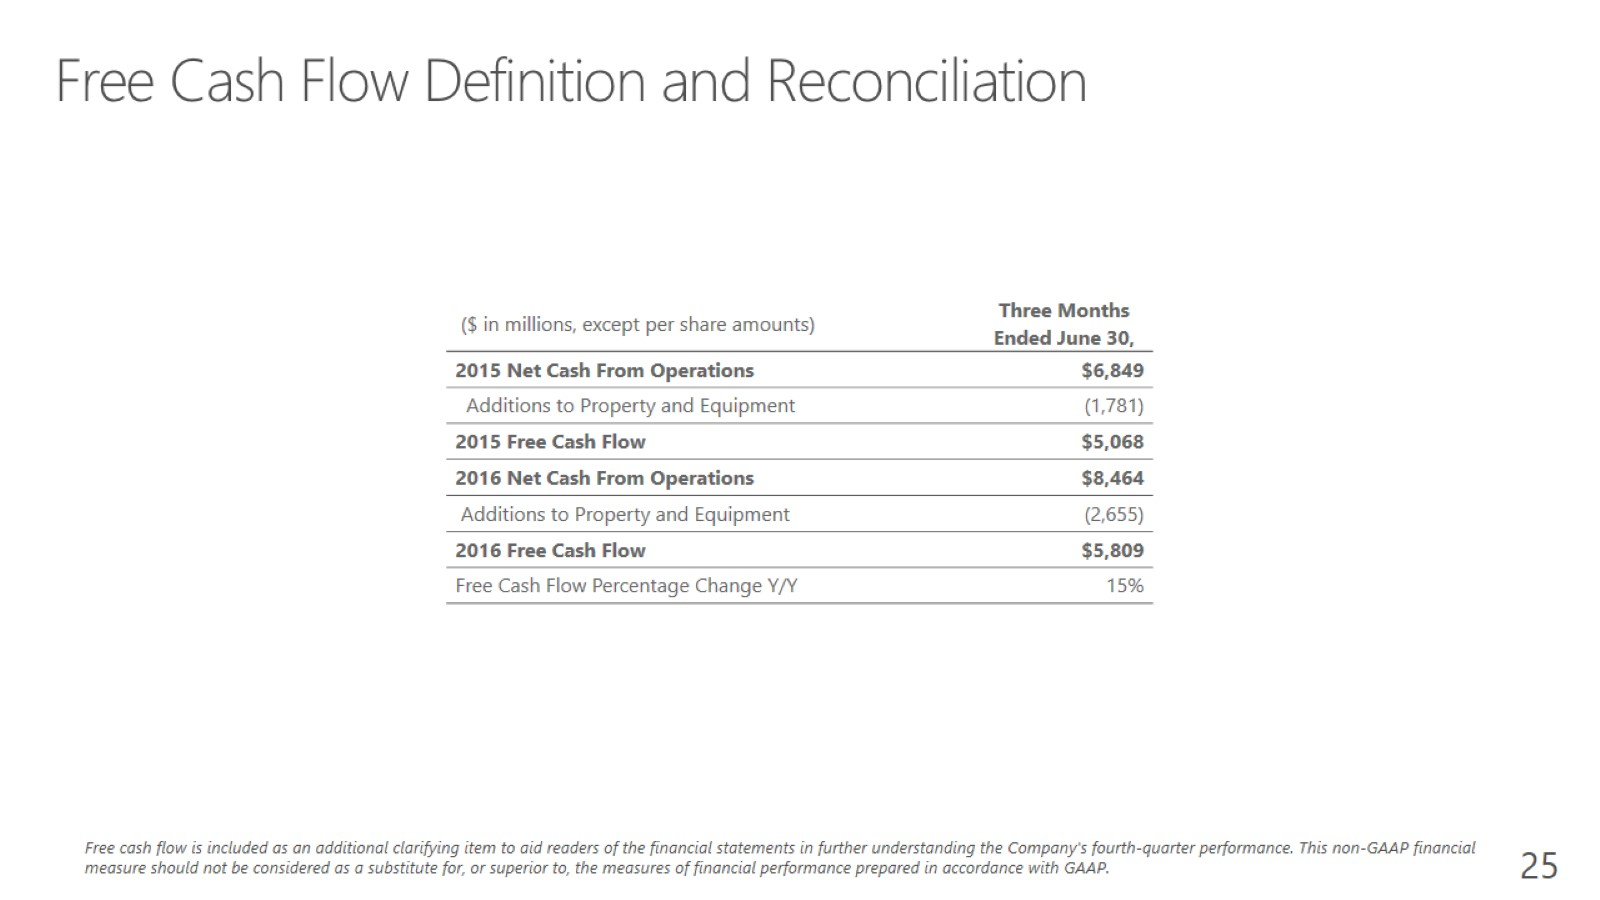 Free Cash Flow Definition and Reconciliation
($ in millions, except per share amounts) Three Months
Ended June 30,
2015 Net Cash From Operations $6,849
Additions to Property and Equipment (1,781)
2015 Free Cash Flow $5,068
2016 Net Cash From Operations $8,464
Additions to Property and Equipment (2,655)
2016 Free Cash Flow $5,809
Free Cash Flow Percentage Change Y/Y 15%
Free cash flow is included as an additional clarifying item to aid readers of the financial statements in further understanding the Company's fourth-quarter performance. This non-GAAP financial
measure should not be considered as a substitute for, or superior to, the measures of financial performance prepared in accordance with GAAP.
25